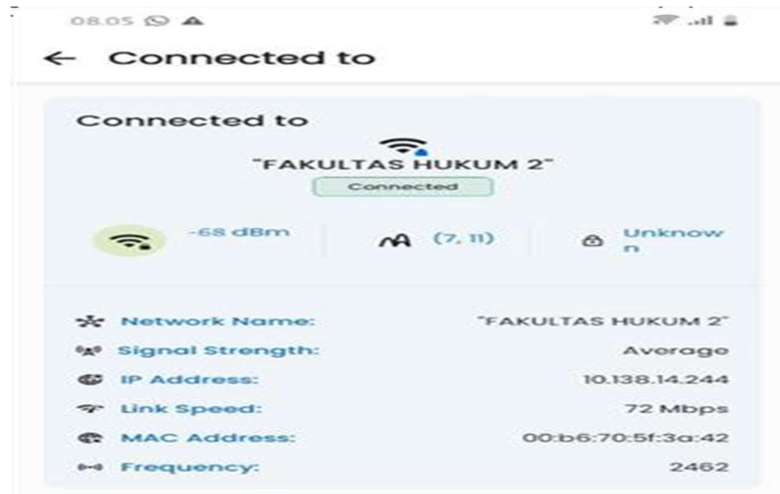 08.05
← Connected to
Connected to
"FAKULTAS HUKUM 2"
Connected
-68 dBm (7, 11) Unknow
n
Network Name: "FAKULTAS HUKUM 2"
Signal Strength: Average
IP Address: 10.138.14.244
Link Speed: 72 Mbps
MAC Address: 00:b6:70:5f:3a:42
Frequency: 2462